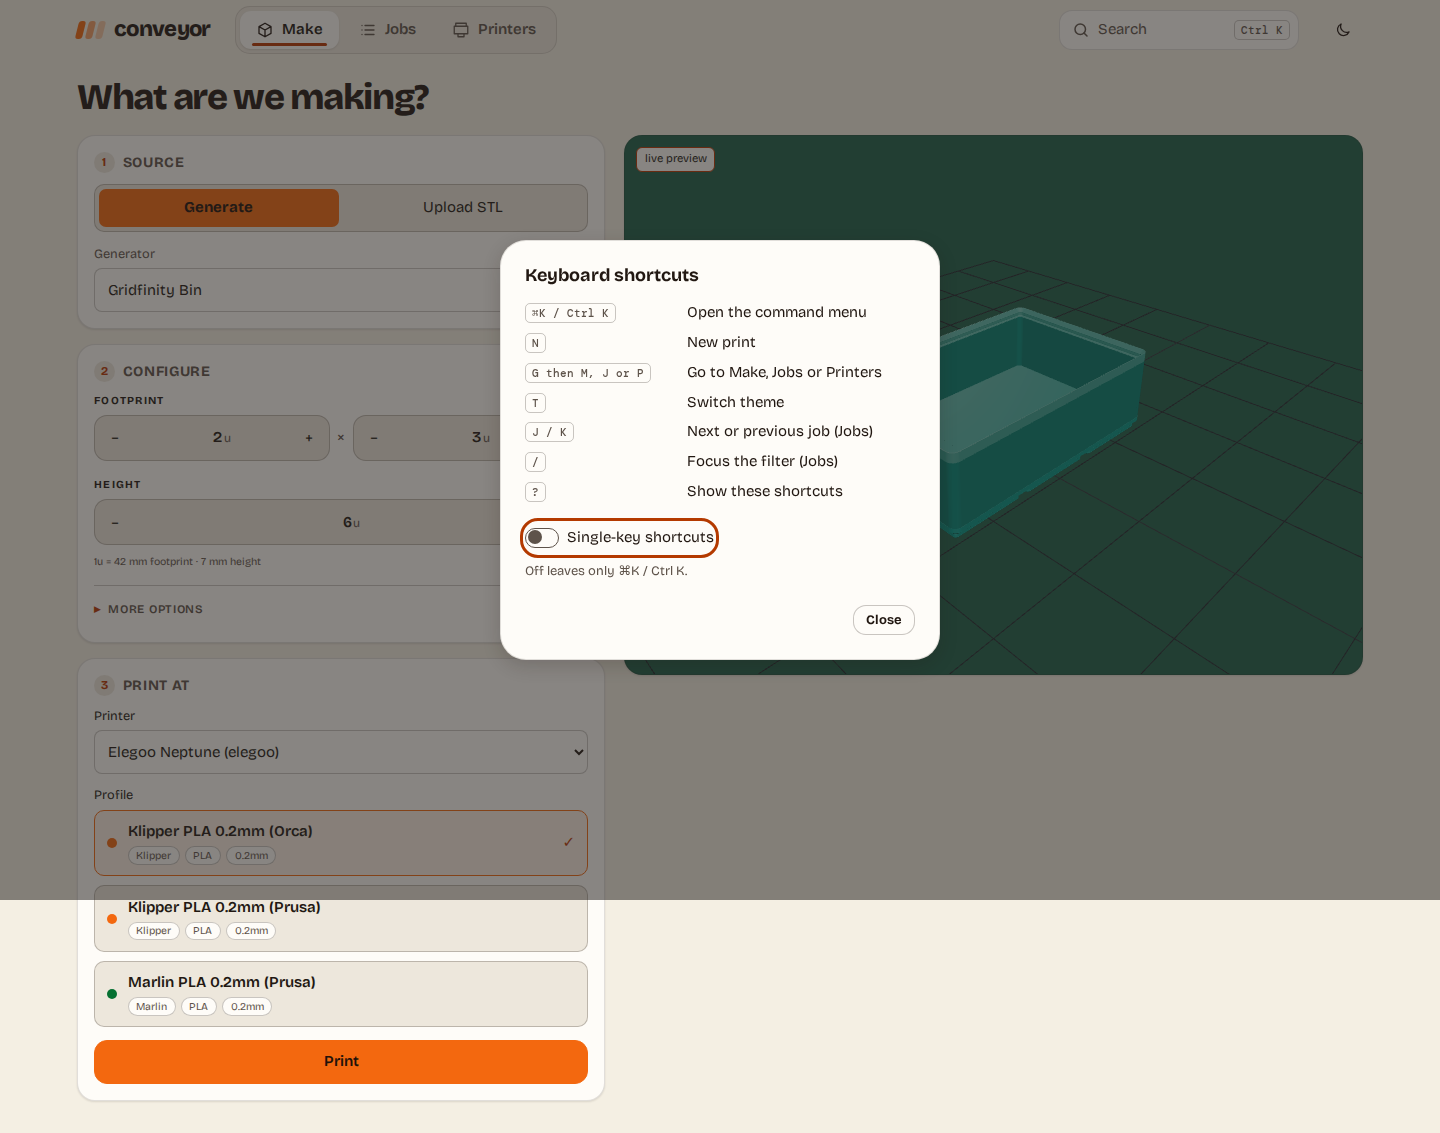 conveyor
Make
Jobs
Printers
Search
Ctrl K
What are we making?
1 SOURCE
Generate
Upload STL
Generator
Gridfinity Bin
2 CONFIGURE
FOOTPRINT
− 2 u + × − 3 u
HEIGHT
− 6 u
1u = 42 mm footprint · 7 mm height
▶ MORE OPTIONS
3 PRINT AT
Printer
Elegoo Neptune (elegoo)
Profile
Klipper PLA 0.2mm (Orca)
Klipper PLA 0.2mm
✓
Klipper PLA 0.2mm (Prusa)
Klipper PLA 0.2mm
Marlin PLA 0.2mm (Prusa)
Marlin PLA 0.2mm
Print
live preview
Keyboard shortcuts
⌘K / Ctrl K Open the command menu
N New print
G then M, J or P Go to Make, Jobs or Printers
T Switch theme
J / K Next or previous job (Jobs)
/ Focus the filter (Jobs)
? Show these shortcuts
Single-key shortcuts
Off leaves only ⌘K / Ctrl K.
Close